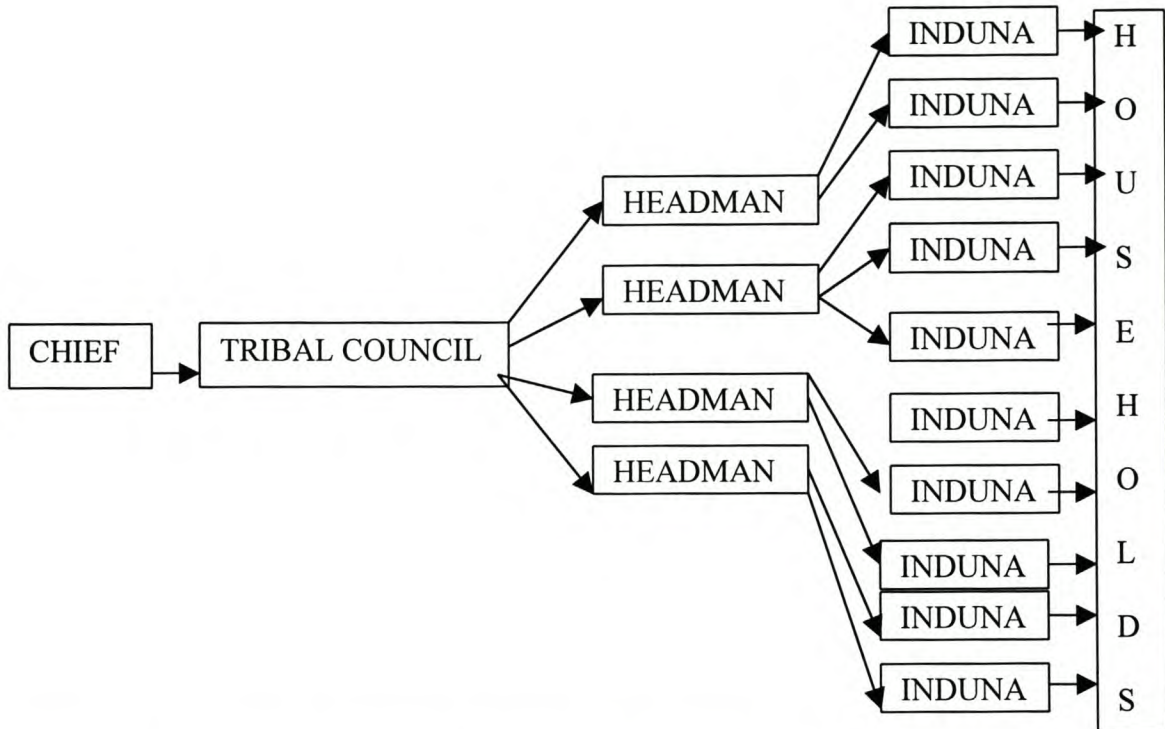 CHIEF
TRIBAL COUNCIL
HEADMAN
HEADMAN
HEADMAN
HEADMAN
INDUNA
INDUNA
INDUNA
INDUNA
INDUNA
INDUNA
INDUNA
INDUNA
INDUNA
INDUNA
H
O
U
S
E
H
O
L
D
S